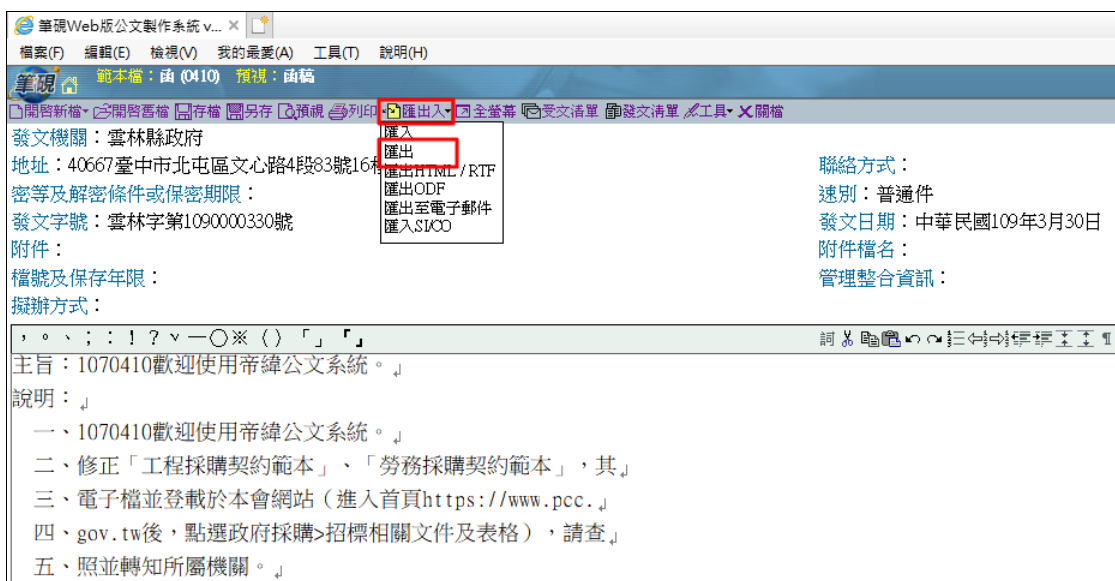 筆硯Web版公文製作系統 v... ×
檔案(F) 編輯(E) 檢視(V) 我的最愛(A) 工具(T) 說明(H)
筆硯 範本檔：函 (0410) 預視：函稿
開啓新檔 開啓舊檔 存檔 另存 預視 列印 匯出入 全螢幕 受文清單 發文清單 工具 關檔
匯入
匯出
匯出HTML / RTF
匯出ODF
匯出至電子郵件
匯入SI/CO
發文機關：雲林縣政府
地址：40667臺中市北屯區文心路4段83號16
聯絡方式：
密等及解密條件或保密期限：
速別：普通件
發文字號：雲林字第1090000330號
發文日期：中華民國109年3月30日
附件：
附件檔名：
檔號及保存年限：
管理整合資訊：
擬辦方式：
，。、；：！？ˇ—○※（）「」『』
詞
主旨：1070410歡迎使用帝緯公文系統。
說明：
一、1070410歡迎使用帝緯公文系統。
二、修正「工程採購契約範本」、「勞務採購契約範本」，其
三、電子檔並登載於本會網站（進入首頁https://www.pcc.
四、gov.tw後，點選政府採購>招標相關文件及表格），請查
五、照並轉知所屬機關。